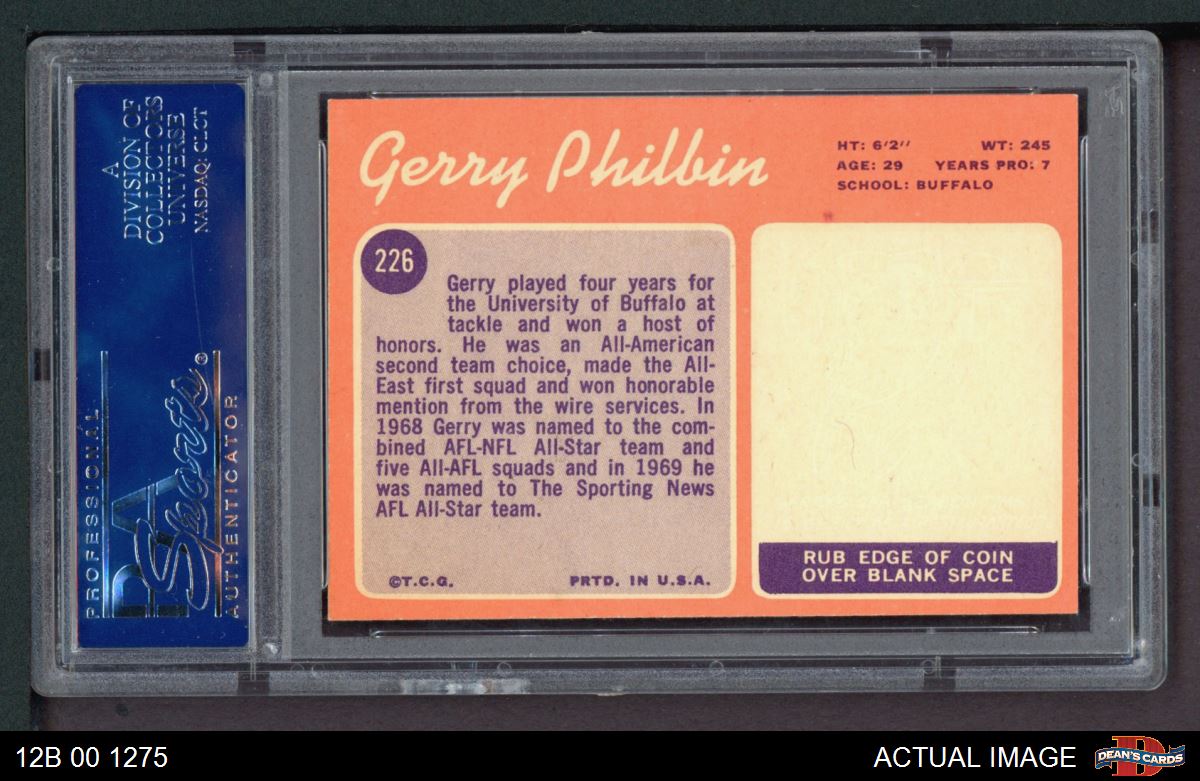 A
DIVISION OF
COLLECTORS
UNIVERSE
NASDAQ: CLCT
PROFESSIONAL
PSA
Sports®
AUTHENTICATOR
Gerry Philbin
HT: 6'2'' WT: 245
AGE: 29 YEARS PRO: 7
SCHOOL: BUFFALO
226
Gerry played four years for
the University of Buffalo at
tackle and won a host of
honors. He was an All-American
second team choice, made the All-
East first squad and won honorable
mention from the wire services. In
1968 Gerry was named to the com-
bined AFL-NFL All-Star team and
five All-AFL squads and in 1969 he
was named to The Sporting News
AFL All-Star team.
©T.C.G. PRTD. IN U.S.A.
RUB EDGE OF COIN
OVER BLANK SPACE
12B 00 1275
ACTUAL IMAGE
D
DEAN'S CARDS